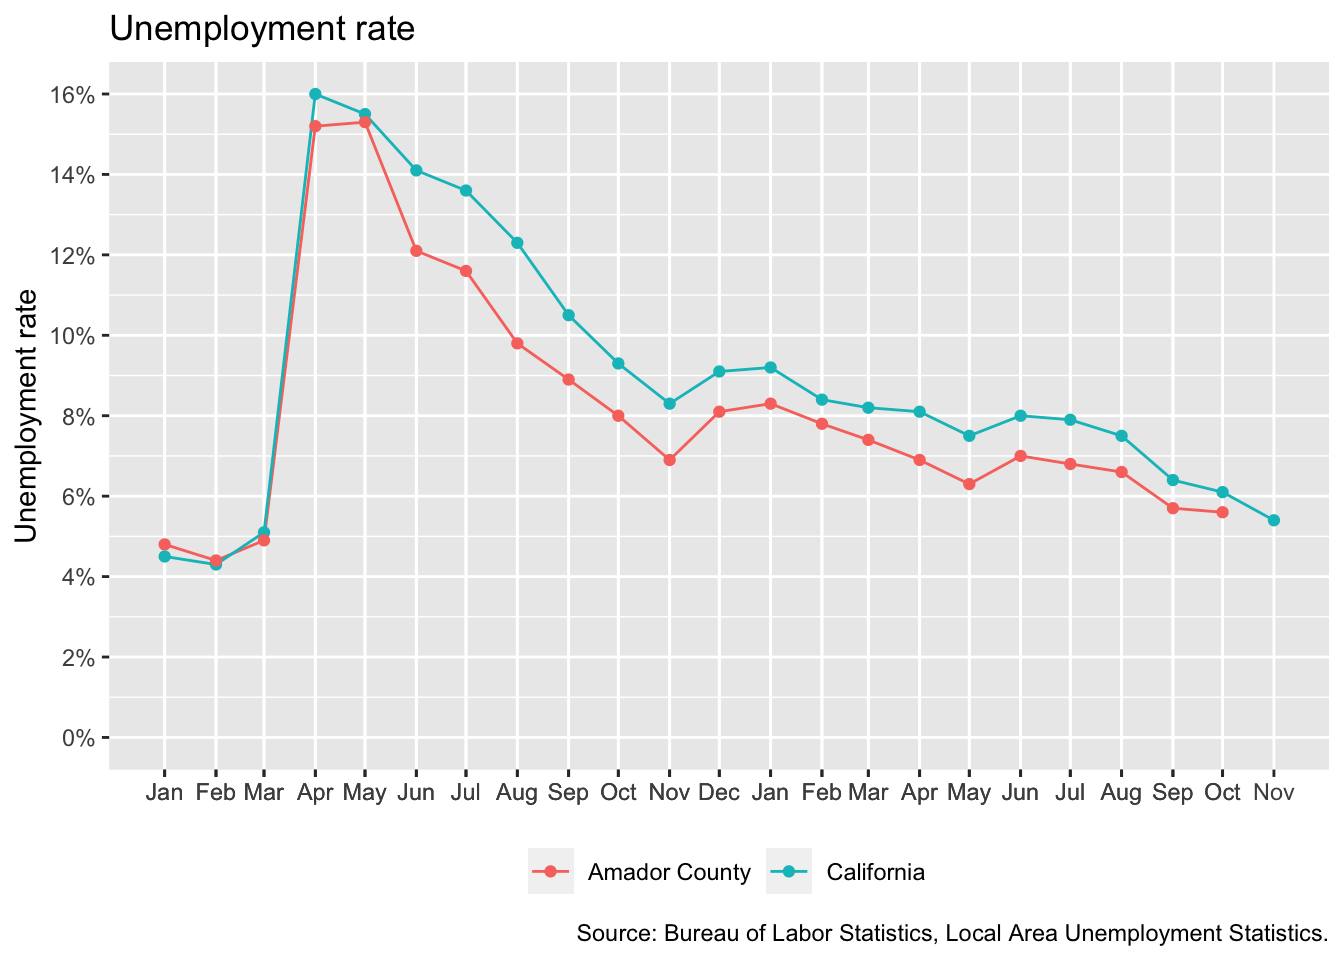 Unemployment rate
Unemployment rate
16%
14%
12%
10%
8%
6%
4%
2%
0%
Jan Feb Mar Apr May Jun Jul Aug Sep Oct Nov Dec Jan Feb Mar Apr May Jun Jul Aug Sep Oct Nov
Amador County California
Source: Bureau of Labor Statistics, Local Area Unemployment Statistics.